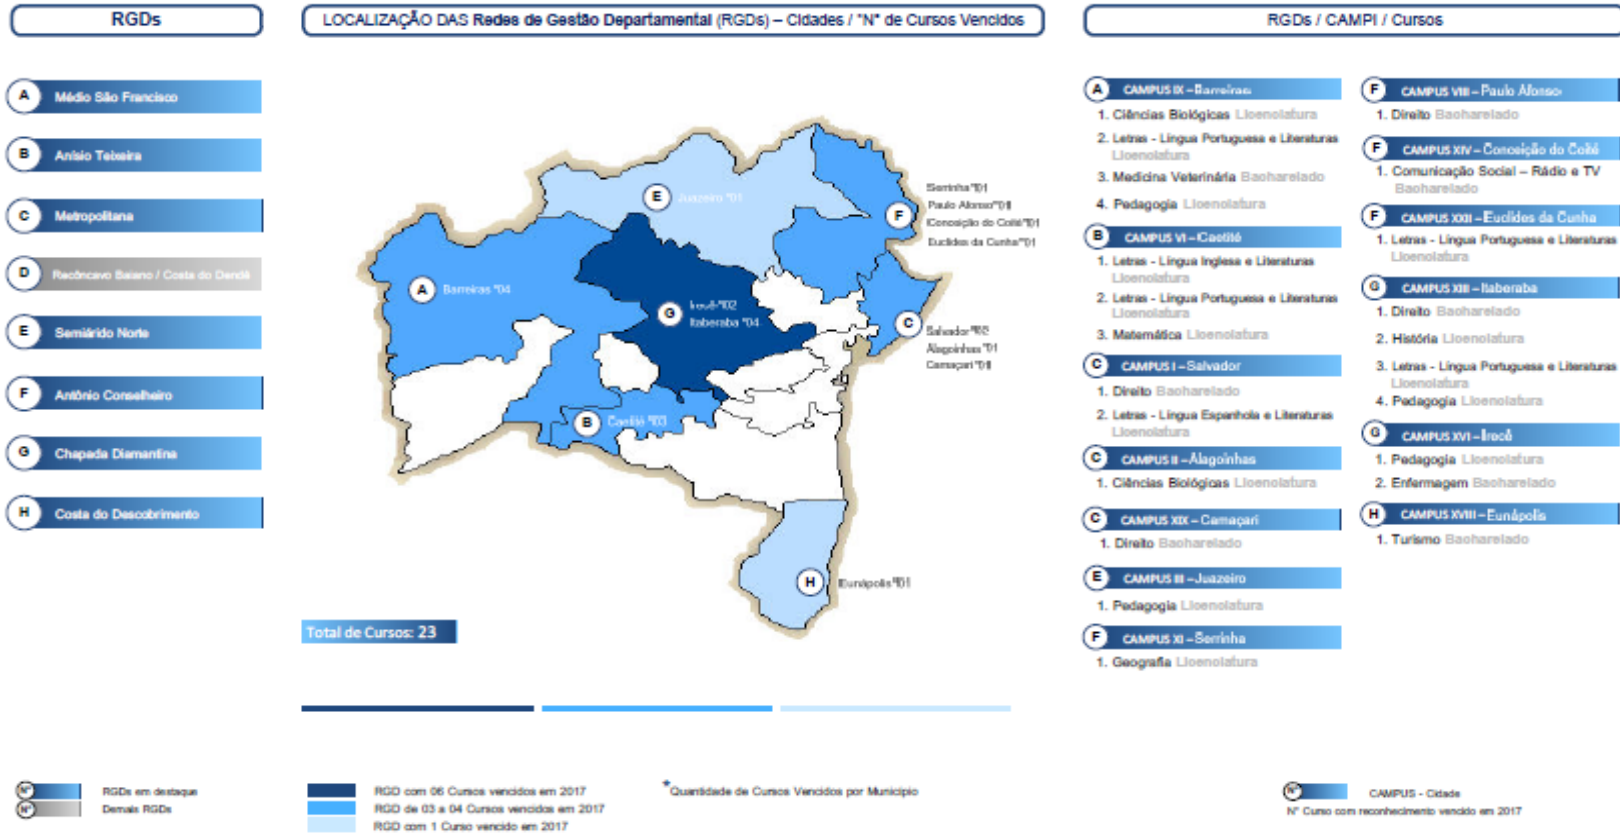 RGDs
LOCALIZAÇÃO DAS Redes de Gestão Departamental (RGDs) – Cidades / *N° de Cursos Vencidos
RGDs / CAMPI / Cursos
A Médio São Francisco
B Anísio Teixeira
C Metropolitana
D Recôncavo Baiano / Costa do Dendê
E Semiárido Norte
F Antônio Conselheiro
G Chapada Diamantina
H Costa do Descobrimento
E Juazeiro *01
F
Serrinha *01
Paulo Afonso *01
Conceição do Coité *01
Euclides da Cunha *01
A Barreiras *04
G
Irecê *02
Itaberaba *04
C
Salvador *02
Alagoinhas *01
Camaçari *01
B Caetité *03
H Eunápolis *01
Total de Cursos: 23
A CAMPUS IX – Barreiras
1. Ciências Biológicas Licenciatura
2. Letras - Língua Portuguesa e Literaturas
Licenciatura
3. Medicina Veterinária Bacharelado
4. Pedagogia Licenciatura
B CAMPUS VI – Caetité
1. Letras - Língua Inglesa e Literaturas
Licenciatura
2. Letras - Língua Portuguesa e Literaturas
Licenciatura
3. Matemática Licenciatura
C CAMPUS I – Salvador
1. Direito Bacharelado
2. Letras - Língua Espanhola e Literaturas
Licenciatura
C CAMPUS II – Alagoinhas
1. Ciências Biológicas Licenciatura
C CAMPUS XIX – Camaçari
1. Direito Bacharelado
E CAMPUS III – Juazeiro
1. Pedagogia Licenciatura
F CAMPUS XI – Serrinha
1. Geografia Licenciatura
F CAMPUS VIII – Paulo Afonso
1. Direito Bacharelado
F CAMPUS XIV – Conceição do Coité
1. Comunicação Social – Rádio e TV
Bacharelado
F CAMPUS XXII – Euclides da Cunha
1. Letras - Língua Portuguesa e Literaturas
Licenciatura
G CAMPUS XIII – Itaberaba
1. Direito Bacharelado
2. História Licenciatura
3. Letras - Língua Portuguesa e Literaturas
Licenciatura
4. Pedagogia Licenciatura
G CAMPUS XVI – Irecê
1. Pedagogia Licenciatura
2. Enfermagem Bacharelado
H CAMPUS XVIII – Eunápolis
1. Turismo Bacharelado
N° RGDs em destaque
N° Demais RGDs
RGD com 06 Cursos vencidos em 2017
RGD de 03 a 04 Cursos vencidos em 2017
RGD com 1 Curso vencido em 2017
*Quantidade de Cursos Vencidos por Município
N° CAMPUS - Cidade
N° Curso com reconhecimento vencido em 2017